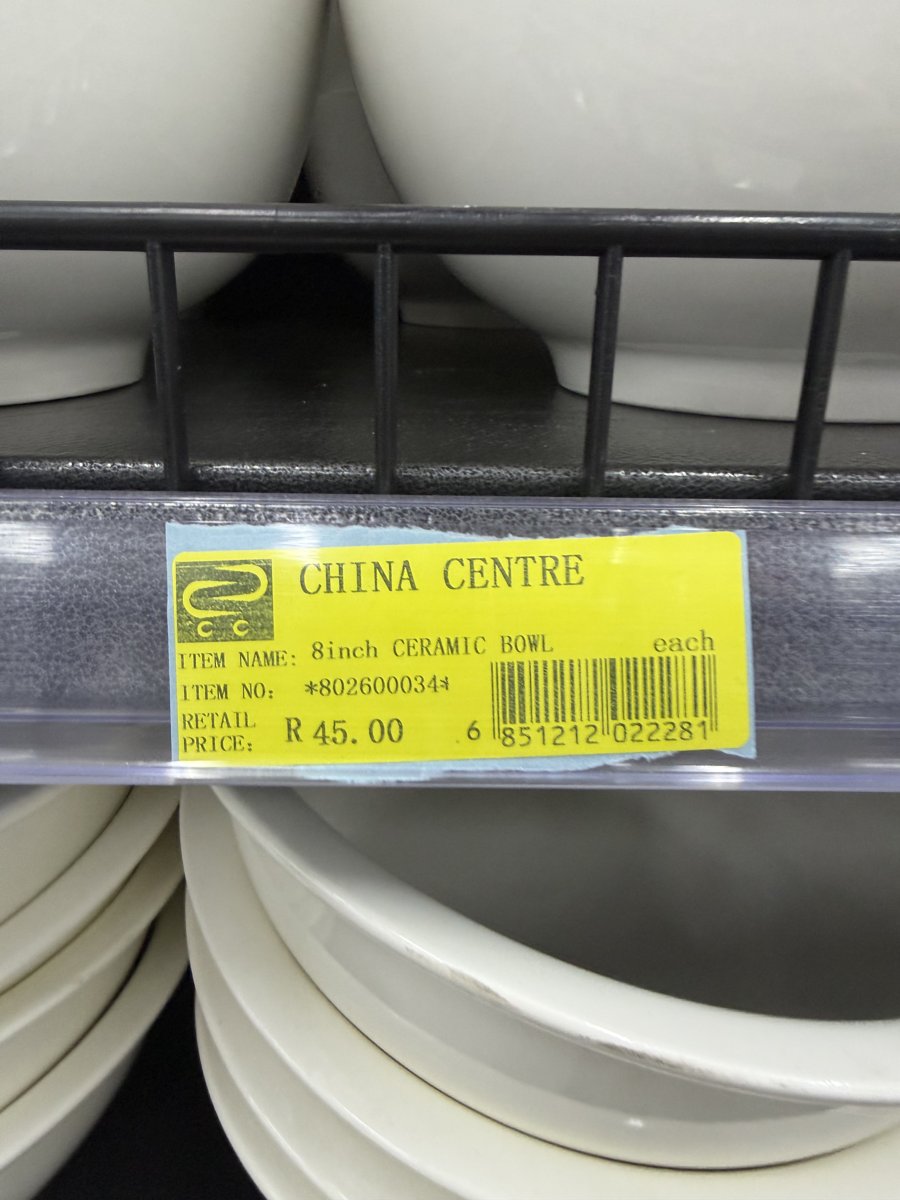 CHINA CENTRE
C C
ITEM NAME: 8inch CERAMIC BOWL each
ITEM NO: *802600034*
RETAIL PRICE: R 45.00
6 851212 022281